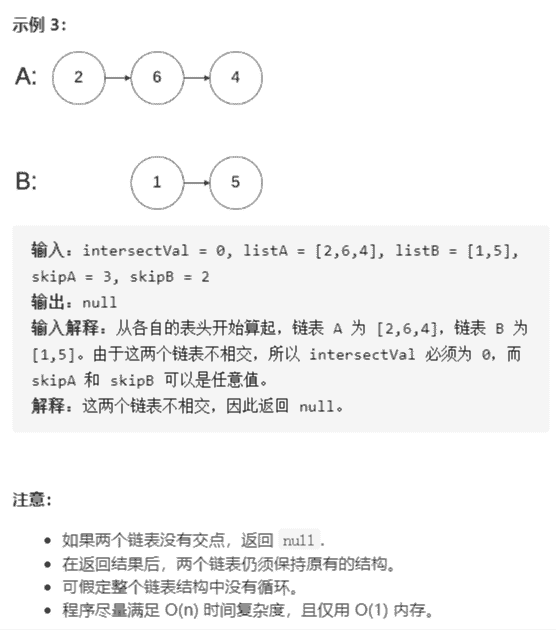 示例 3：
A: 2 6 4
B: 1 5
输入：intersectVal = 0, listA = [2,6,4], listB = [1,5],
skipA = 3, skipB = 2
输出：null
输入解释：从各自的表头开始算起，链表 A 为 [2,6,4]，链表 B 为
[1,5]。由于这两个链表不相交，所以 intersectVal 必须为 0，而
skipA 和 skipB 可以是任意值。
解释：这两个链表不相交，因此返回 null。
注意：
• 如果两个链表没有交点，返回 null.
• 在返回结果后，两个链表仍须保持原有的结构。
• 可假定整个链表结构中没有循环。
• 程序尽量满足 O(n) 时间复杂度，且仅用 O(1) 内存。